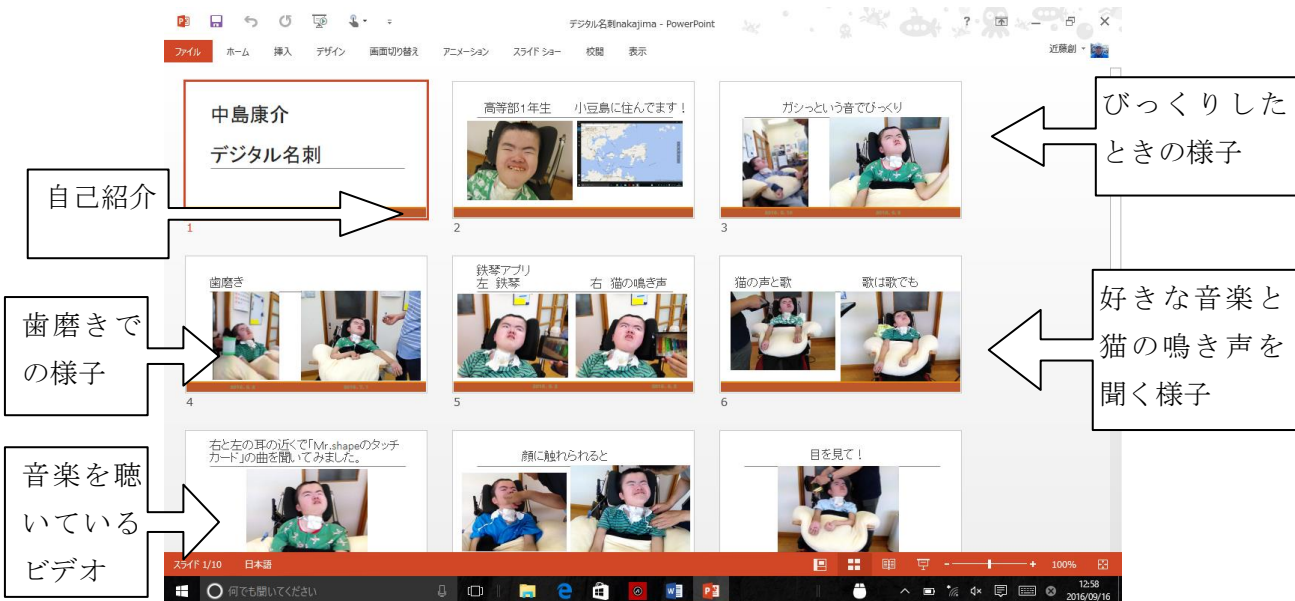 デジタル名刺nakajima - PowerPoint
ファイル ホーム 挿入 デザイン 画面切り替え アニメーション スライド ショー 校閲 表示
近藤創
中島康介
デジタル名刺
1
高等部1年生 小豆島に住んでます！
2
ガシっという音でびっくり
3
びっくりした
ときの様子
自己紹介
歯磨き
4
鉄琴アプリ
左 鉄琴 右 猫の鳴き声
5
猫の声と歌 歌は歌でも
6
歯磨きで
の様子
好きな音楽と
猫の鳴き声を
聞く様子
右と左の耳の近くで「Mr.shapeのタッチ
カード」の曲を聞いてみました。
顔に触れられると
目を見て！
音楽を聴
いている
ビデオ
スライド 1/10 日本語
100%
何でも聞いてください
12:58
2016/09/16